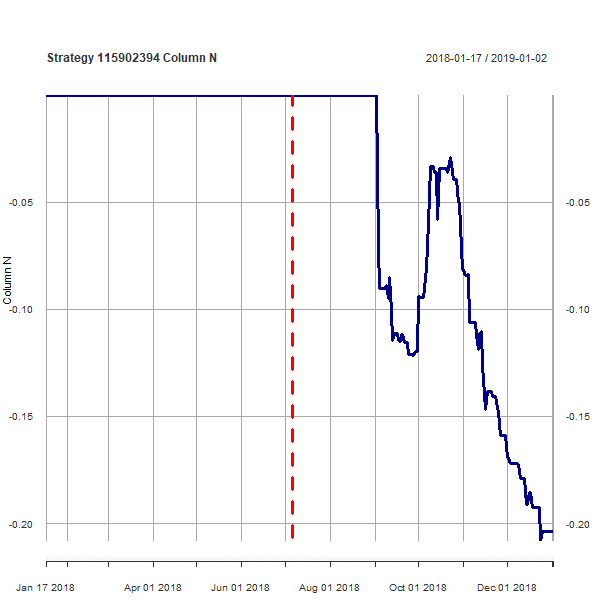 Strategy 115902394 Column N
2018-01-17 / 2019-01-02
-0.05
-0.05
-0.10
-0.10
-0.15
-0.15
-0.20
-0.20
Column N
Jan 17 2018
Apr 01 2018
Jun 01 2018
Aug 01 2018
Oct 01 2018
Dec 01 2018